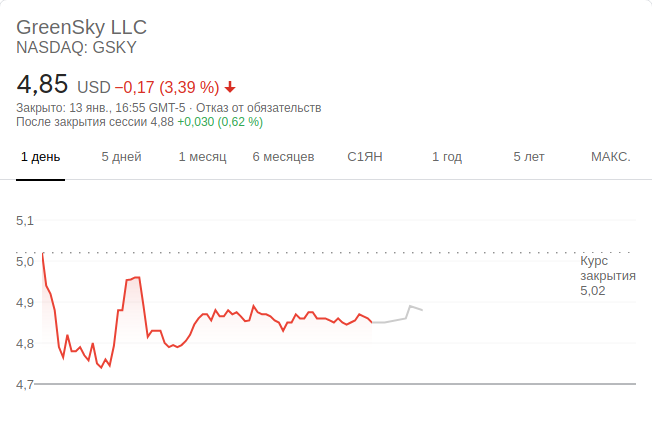 GreenSky LLC
NASDAQ: GSKY
4,85 USD −0,17 (3,39 %)
Закрыто: 13 янв., 16:55 GMT-5 · Отказ от обязательств
После закрытия сессии 4,88 +0,030 (0,62 %)
1 день 5 дней 1 месяц 6 месяцев С1ЯН 1 год 5 лет МАКС.
5,1
5,0
4,9
4,8
4,7
Курс
закрытия
5,02